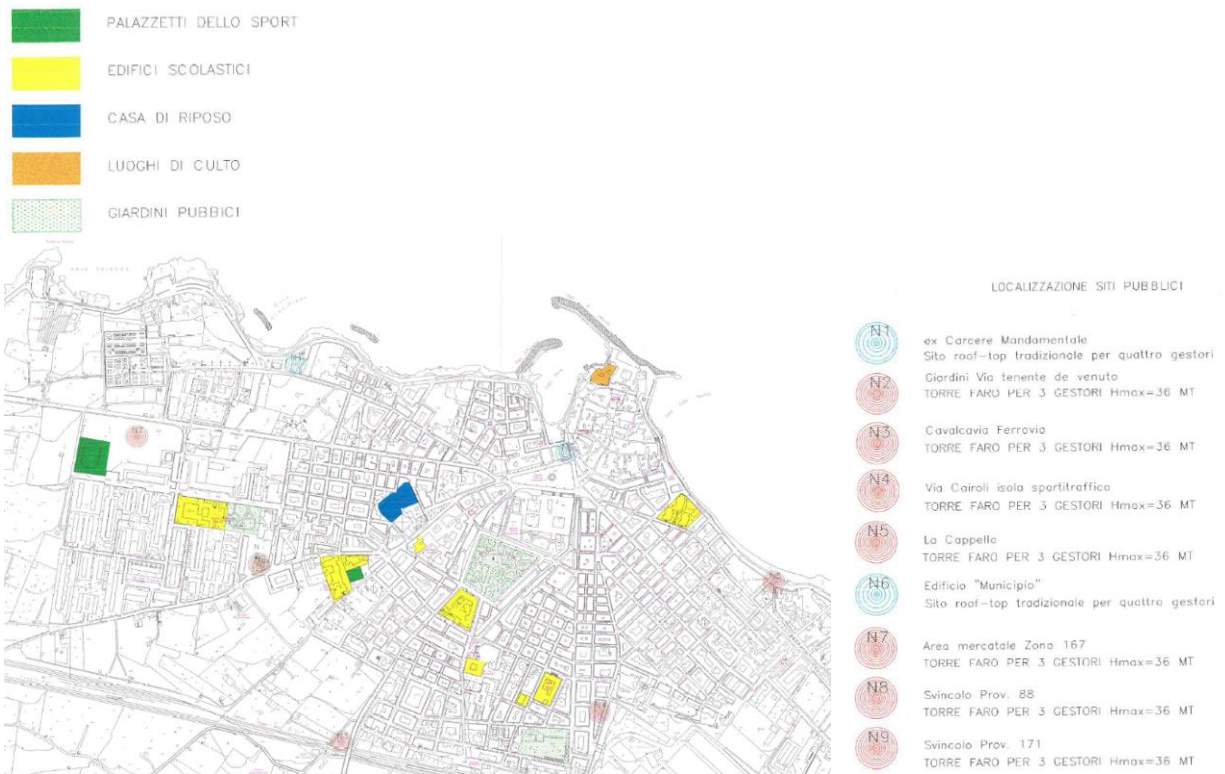 PALAZZETTI DELLO SPORT
EDIFICI SCOLASTICI
CASA DI RIPOSO
LUOGHI DI CULTO
GIARDINI PUBBICI
LOCALIZZAZIONE SITI PUBBLICI
N1
ex Carcere Mandamentale
Sito roof-top tradizionale per quattro gestori
N2
Giardini Via tenente de venuto
TORRE FARO PER 3 GESTORI Hmax=36 MT
N3
Cavalcavia Ferrovia
TORRE FARO PER 3 GESTORI Hmax=36 MT
N4
Via Cairoli isola spartitraffico
TORRE FARO PER 3 GESTORI Hmax=36 MT
N5
La Cappella
TORRE FARO PER 3 GESTORI Hmax=36 MT
N6
Edificio "Municipio"
Sito roof-top tradizionale per quattro gestori
N7
Area mercatale Zona 167
TORRE FARO PER 3 GESTORI Hmax=36 MT
N8
Svincolo Prov. 88
TORRE FARO PER 3 GESTORI Hmax=36 MT
N9
Svincolo Prov. 171
TORRE FARO PER 3 GESTORI Hmax=36 MT
N7